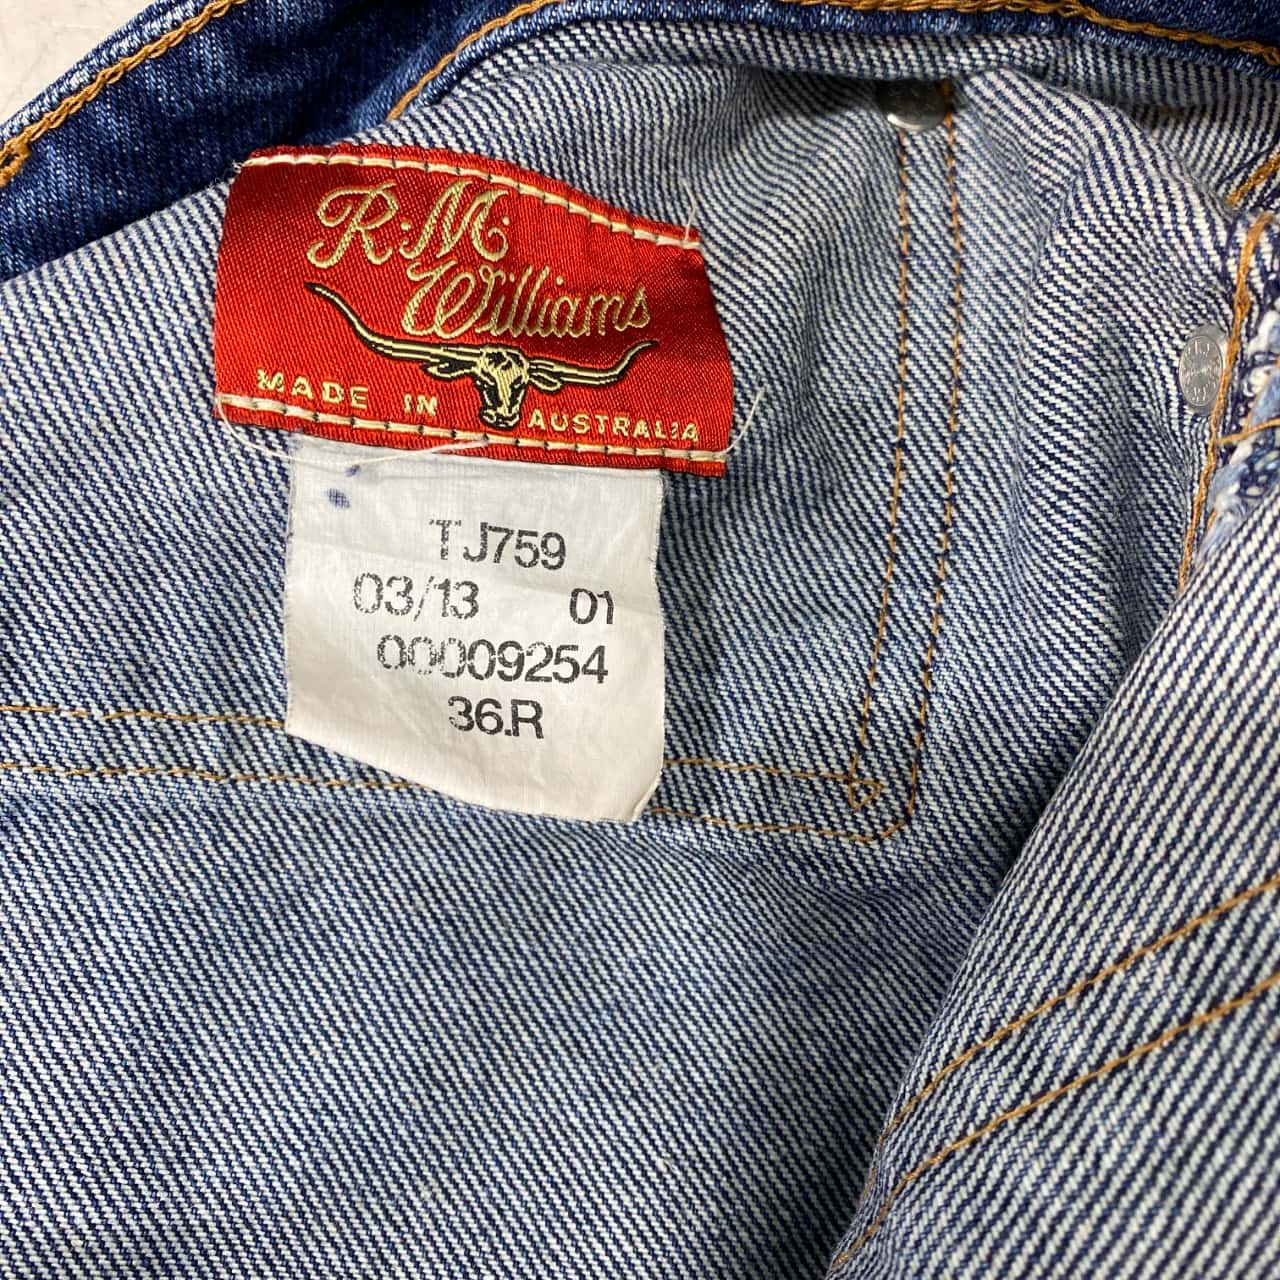 R.M.
Williams
MADE IN AUSTRALIA
TJ759
03/13 01
00009254
36.R